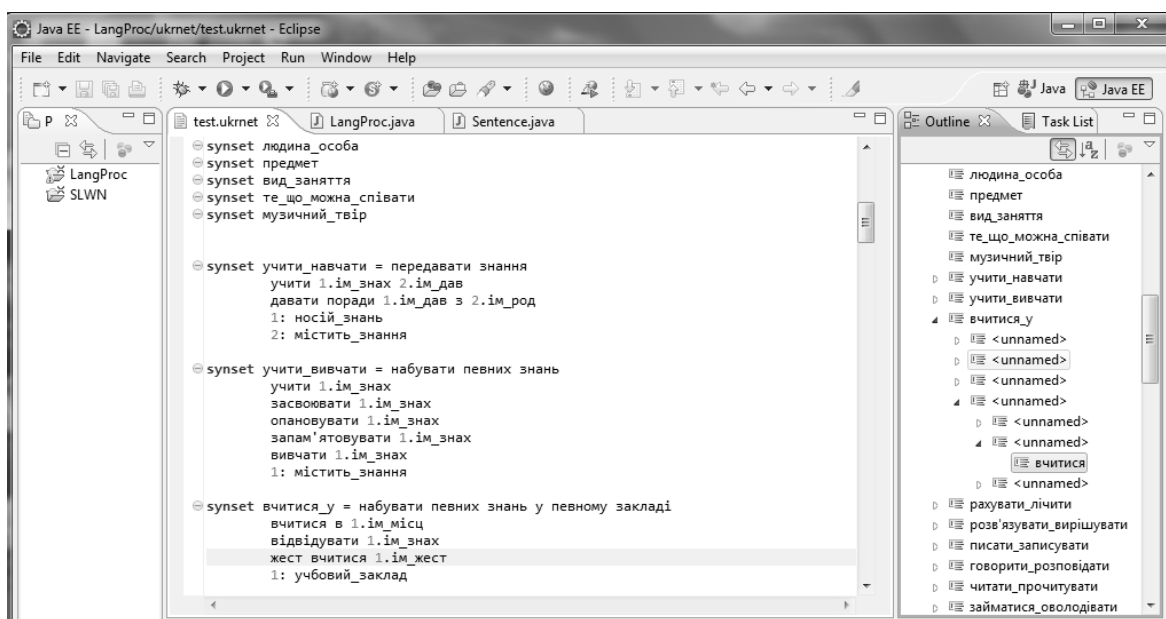 Java EE - LangProc/ukrnet/test.ukrnet - Eclipse
File Edit Navigate Search Project Run Window Help
Java Java EE
P
LangProc
SLWN
test.ukrnet LangProc.java Sentence.java
synset людина_особа
synset предмет
synset вид_заняття
synset те_що_можна_співати
synset музичний_твір
synset учити_навчати = передавати знання
учити 1.ім_знах 2.ім_дав
давати поради 1.ім_дав з 2.ім_род
1: носій_знань
2: містить_знання
synset учити_вивчати = набувати певних знань
учити 1.ім_знах
засвоювати 1.ім_знах
опановувати 1.ім_знах
запам'ятовувати 1.ім_знах
вивчати 1.ім_знах
1: містить_знання
synset вчитися_у = набувати певних знань у певному закладі
вчитися в 1.ім_місц
відвідувати 1.ім_знах
жест вчитися 1.ім_жест
1: учбовий_заклад
Outline Task List
людина_особа
предмет
вид_заняття
те_що_можна_співати
музичний_твір
учити_навчати
учити_вивчати
вчитися_у
<unnamed>
<unnamed>
<unnamed>
<unnamed>
<unnamed>
<unnamed>
вчитися
<unnamed>
рахувати_лічити
розв'язувати_вирішувати
писати_записувати
говорити_розповідати
читати_прочитувати
займатися_оволодівати